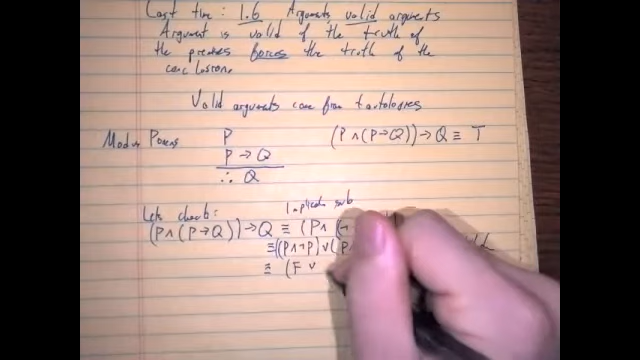 Last time: 1.6 Arguments, valid arguments
Argument is valid if the truth of
the premises forces the truth of the
conclusion.
Valid arguments come from tautologies
Modus Ponens P (P ∧ (P → Q)) → Q ≡ T
P → Q
∴ Q
Lets check: Implication sub
(P ∧ (P → Q)) → Q ≡ (P ∧ (¬
≡ ((P ∧ ¬P) ∨ (P
≡ (F ∨